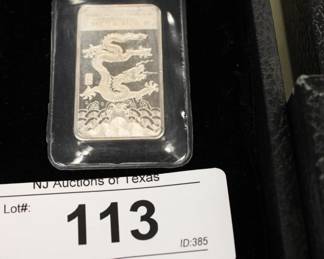 NJ Auctions of Texas
Lot#:
113
ID:385